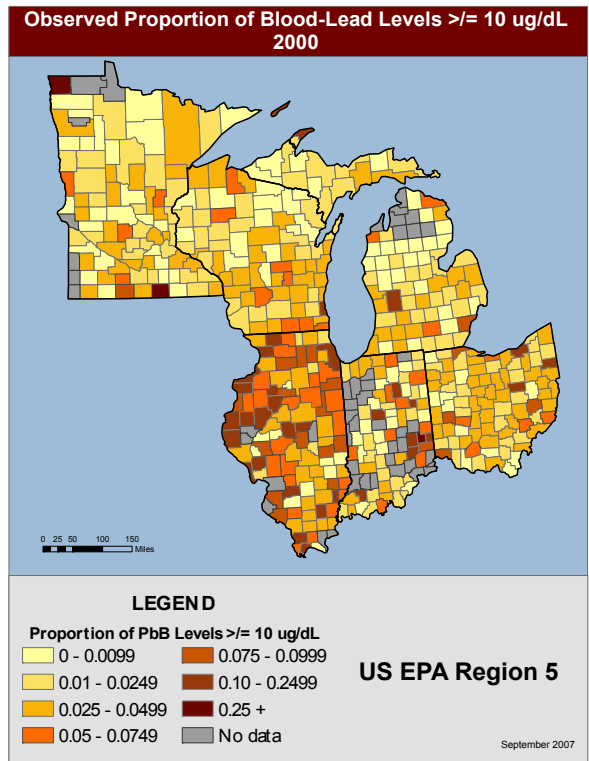 Observed Proportion of Blood-Lead Levels >/= 10 ug/dL
2000
0 25 50 100 150
Miles
LEGEND
Proportion of PbB Levels >/= 10 ug/dL
0 - 0.0099
0.01 - 0.0249
0.025 - 0.0499
0.05 - 0.0749
0.075 - 0.0999
0.10 - 0.2499
0.25 +
No data
US EPA Region 5
September 2007